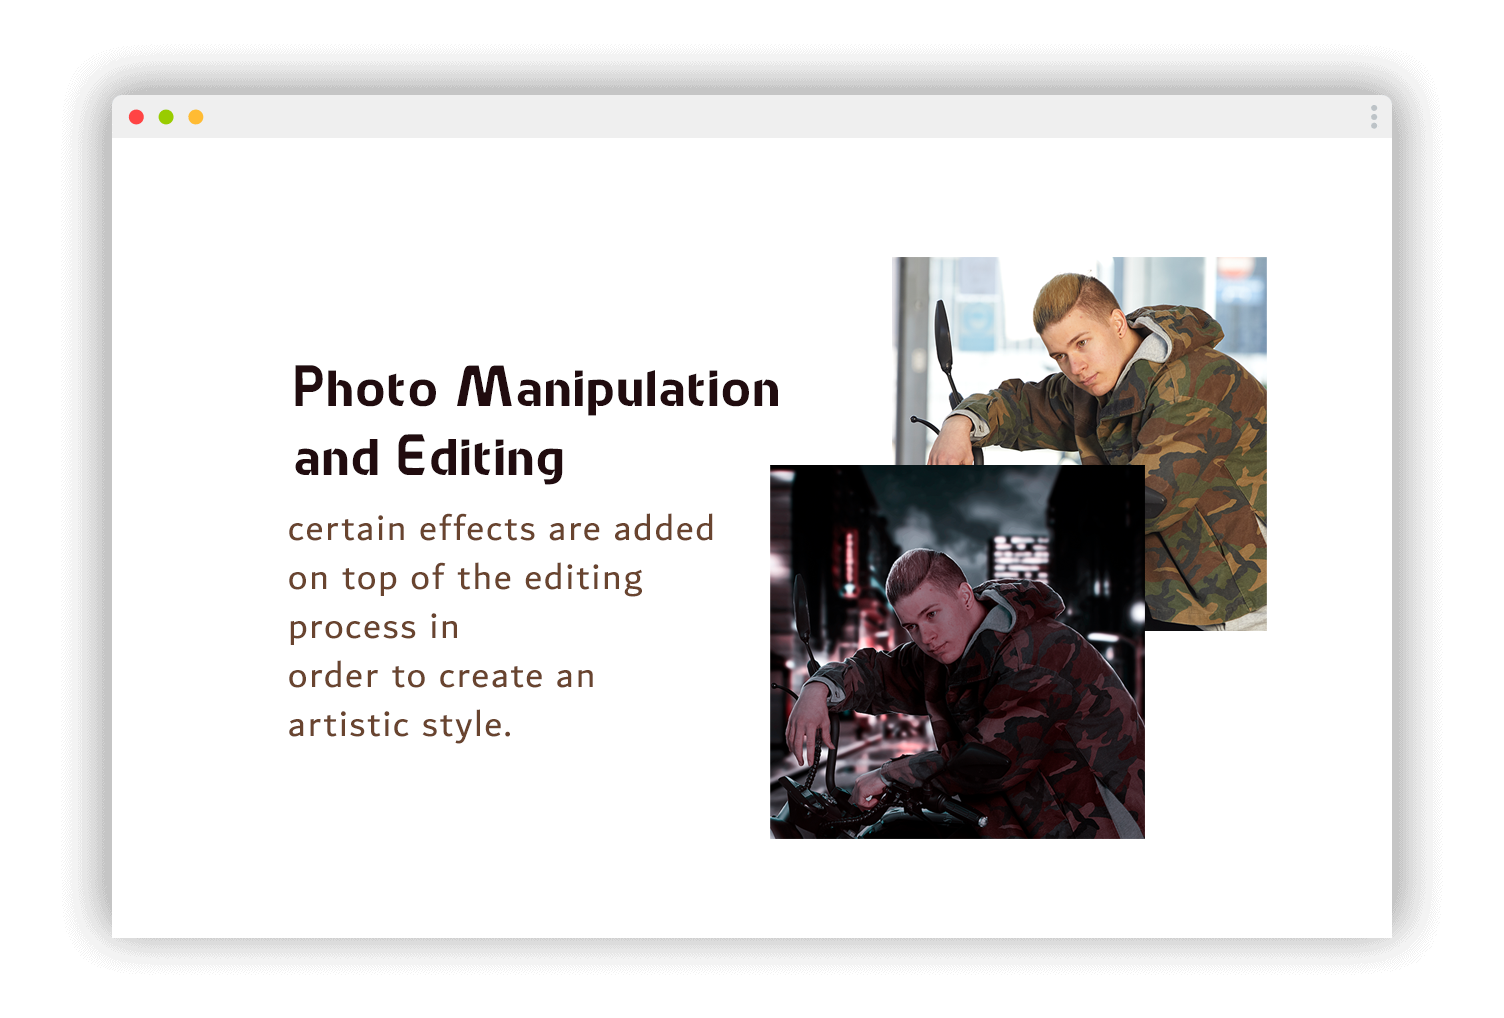 Photo Manipulation
and Editing
certain effects are added
on top of the editing
process in
order to create an
artistic style.